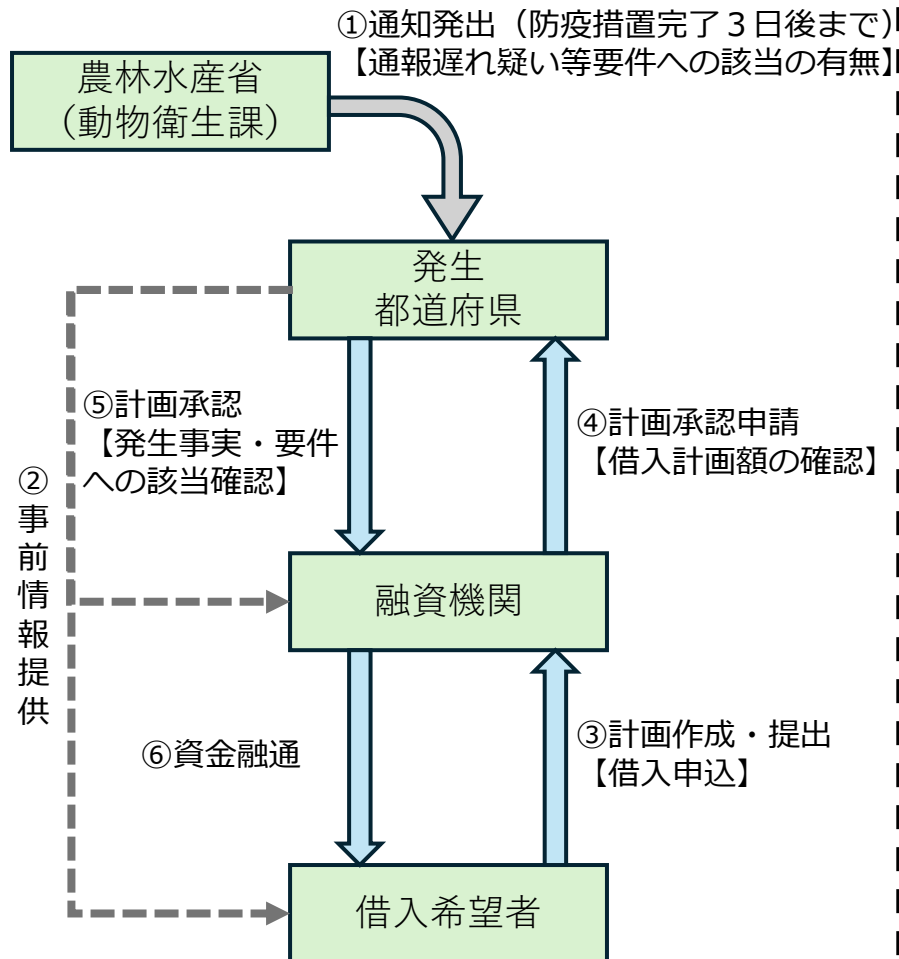 ①通知発出（防疫措置完了３日後まで）
【通報遅れ疑い等要件への該当の有無】
農林水産省
（動物衛生課）
発生
都道府県
⑤計画承認
【発生事実・要件
への該当確認】
④計画承認申請
【借入計画額の確認】
②事前情報提供
融資機関
⑥資金融通
③計画作成・提出
【借入申込】
借入希望者